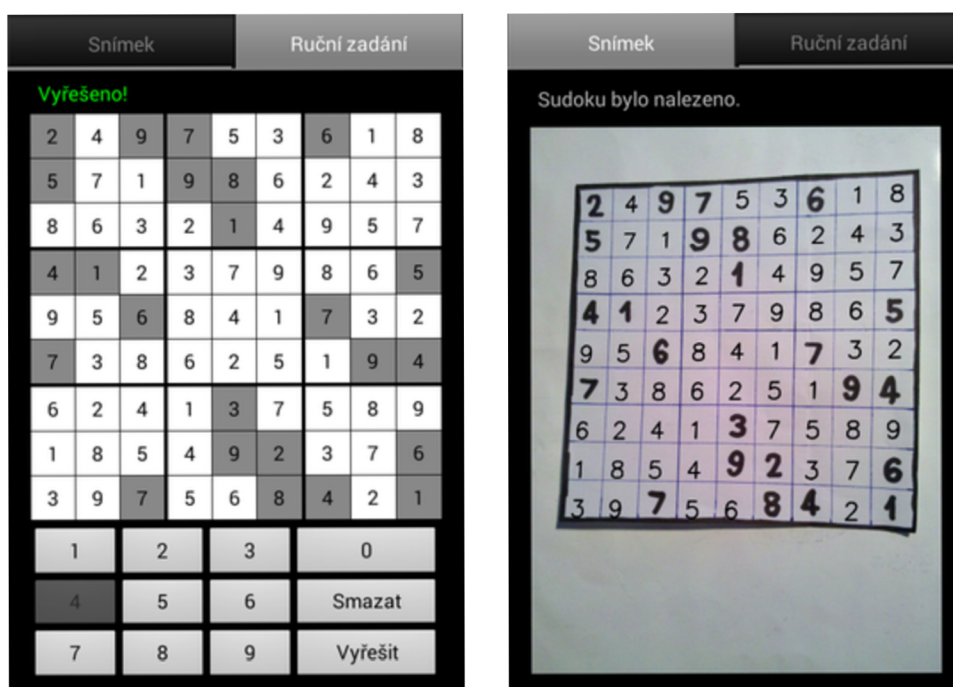 Snímek Ruční zadání
Vyřešeno!
2 4 9 7 5 3 6 1 8
5 7 1 9 8 6 2 4 3
8 6 3 2 1 4 9 5 7
4 1 2 3 7 9 8 6 5
9 5 6 8 4 1 7 3 2
7 3 8 6 2 5 1 9 4
6 2 4 1 3 7 5 8 9
1 8 5 4 9 2 3 7 6
3 9 7 5 6 8 4 2 1
1 2 3 0
4 5 6 Smazat
7 8 9 Vyřešit
Snímek Ruční zadání
Sudoku bylo nalezeno.
2 4 9 7 5 3 6 1 8
5 7 1 9 8 6 2 4 3
8 6 3 2 1 4 9 5 7
4 1 2 3 7 9 8 6 5
9 5 6 8 4 1 7 3 2
7 3 8 6 2 5 1 9 4
6 2 4 1 3 7 5 8 9
1 8 5 4 9 2 3 7 6
3 9 7 5 6 8 4 2 1